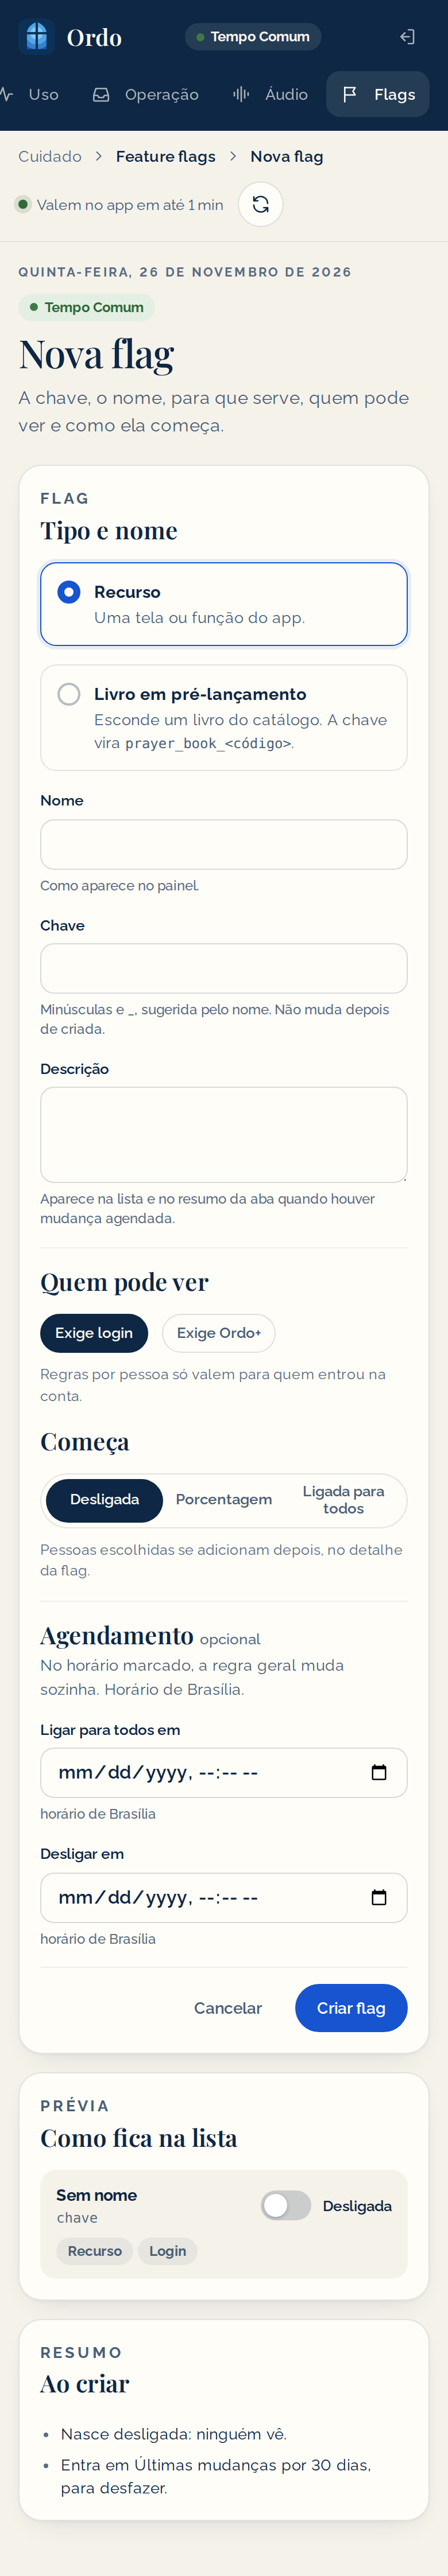 Ordo
Tempo Comum
Uso
Operação
Áudio
Flags
Cuidado > Feature flags > Nova flag
Valem no app em até 1 min
QUINTA-FEIRA, 26 DE NOVEMBRO DE 2026
Tempo Comum
Nova flag
A chave, o nome, para que serve, quem pode
ver e como ela começa.
FLAG
Tipo e nome
Recurso
Uma tela ou função do app.
Livro em pré-lançamento
Esconde um livro do catálogo. A chave
vira prayer_book_<código>.
Nome
Como aparece no painel.
Chave
Minúsculas e _, sugerida pelo nome. Não muda depois
de criada.
Descrição
Aparece na lista e no resumo da aba quando houver
mudança agendada.
Quem pode ver
Exige login
Exige Ordo+
Regras por pessoa só valem para quem entrou na
conta.
Começa
Desligada
Porcentagem
Ligada para
todos
Pessoas escolhidas se adicionam depois, no detalhe
da flag.
Agendamento opcional
No horário marcado, a regra geral muda
sozinha. Horário de Brasília.
Ligar para todos em
mm/dd/yyyy, --:-- --
horário de Brasília
Desligar em
mm/dd/yyyy, --:-- --
horário de Brasília
Cancelar
Criar flag
PRÉVIA
Como fica na lista
Sem nome
chave
Desligada
Recurso
Login
RESUMO
Ao criar
• Nasce desligada: ninguém vê.
• Entra em Últimas mudanças por 30 dias,
para desfazer.